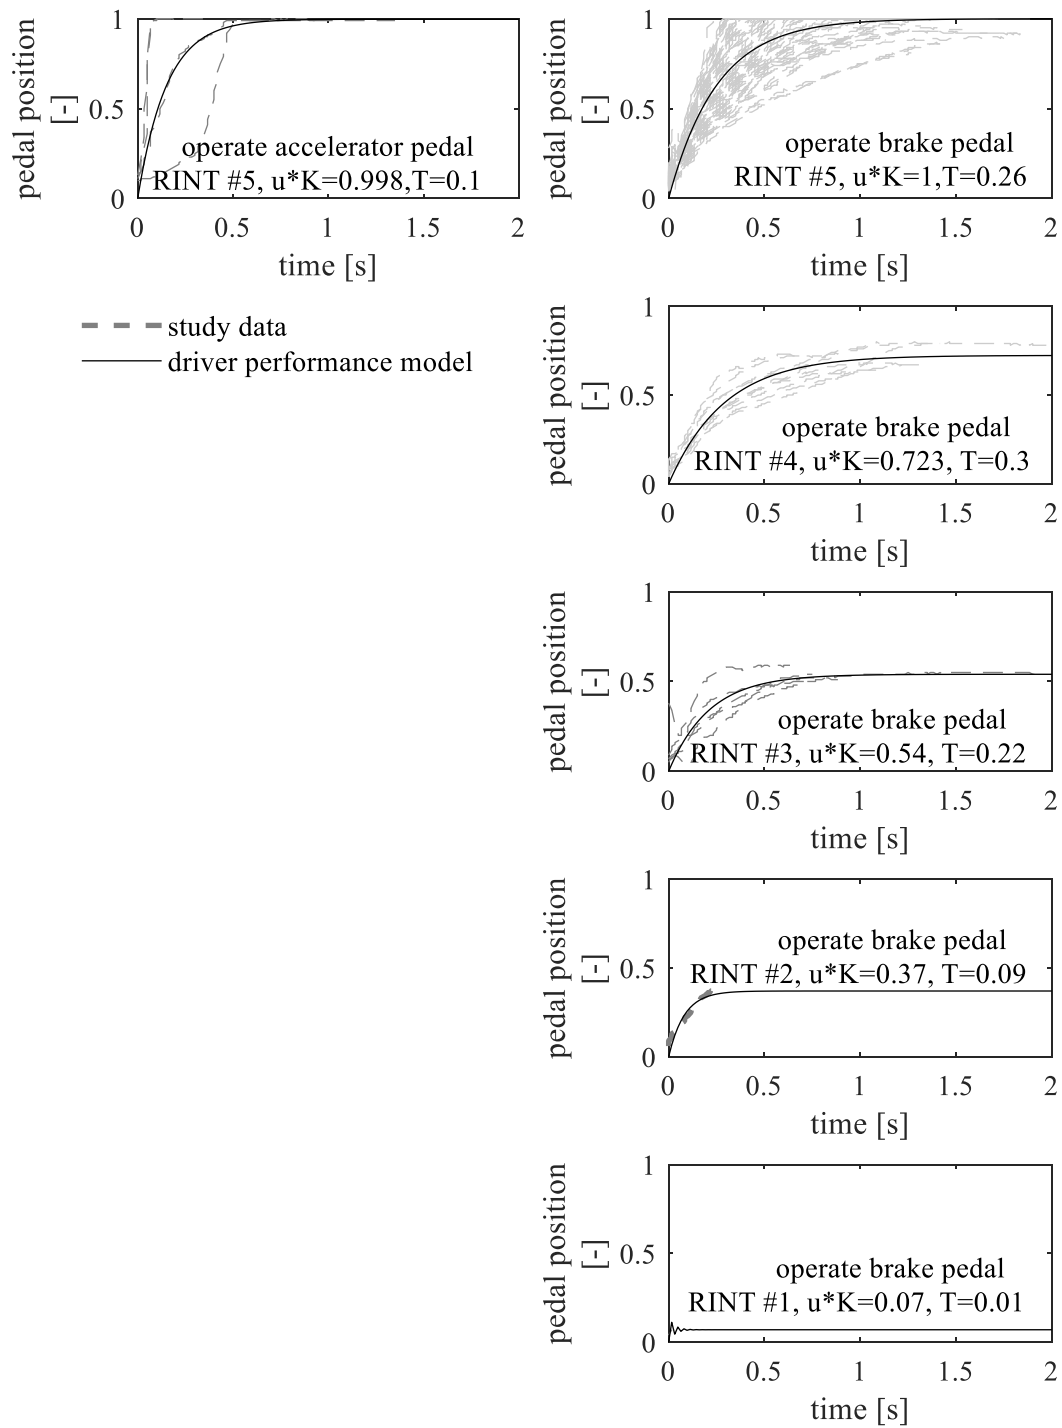 pedal position
[-]
1
0.5
0
operate accelerator pedal
RINT #5, u*K=0.998,T=0.1
0
0.5
1
1.5
2
time [s]
study data
driver performance model
pedal position
[-]
1
0.5
0
operate brake pedal
RINT #5, u*K=1,T=0.26
0
0.5
1
1.5
2
time [s]
pedal position
[-]
1
0.5
0
operate brake pedal
RINT #4, u*K=0.723, T=0.3
0
0.5
1
1.5
2
time [s]
pedal position
[-]
1
0.5
0
operate brake pedal
RINT #3, u*K=0.54, T=0.22
0
0.5
1
1.5
2
time [s]
pedal position
[-]
1
0.5
0
operate brake pedal
RINT #2, u*K=0.37, T=0.09
0
0.5
1
1.5
2
time [s]
pedal position
[-]
1
0.5
0
operate brake pedal
RINT #1, u*K=0.07, T=0.01
0
0.5
1
1.5
2
time [s]